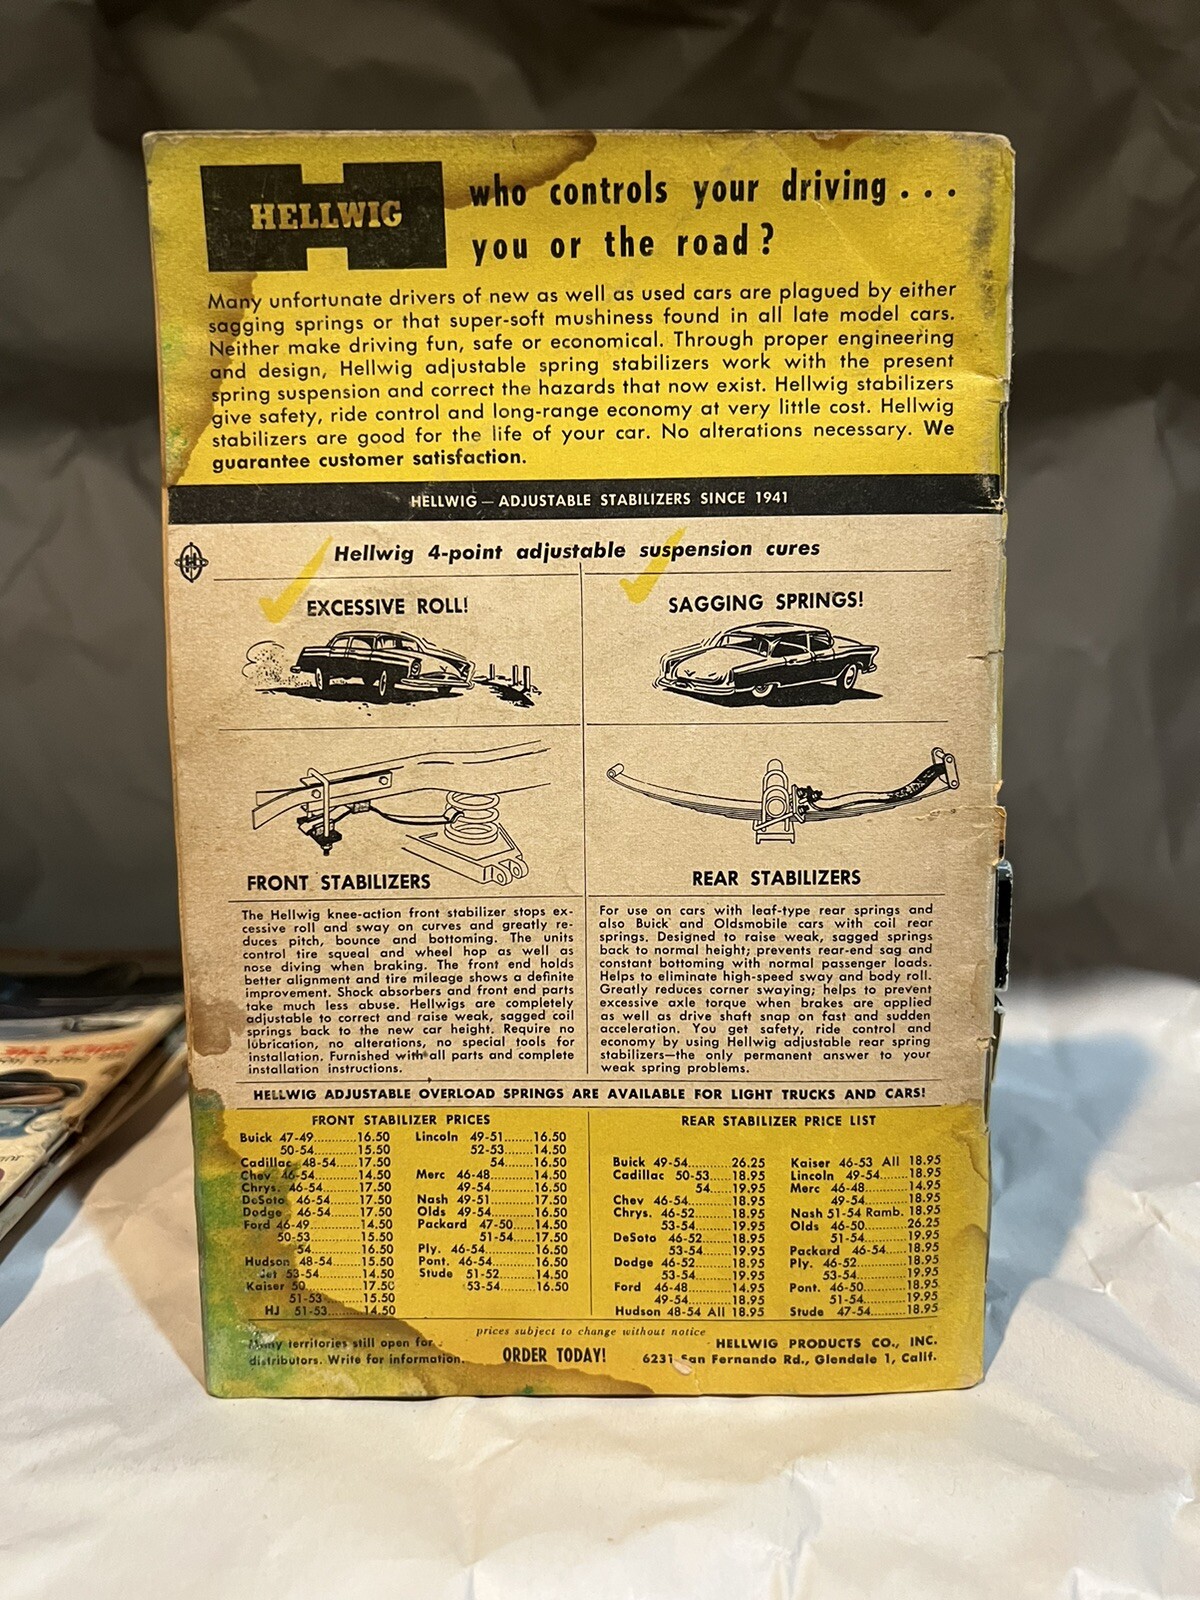 HELLWIG
who controls your driving . . .
you or the road?
Many unfortunate drivers of new as well as used cars are plagued by either
sagging springs or that super-soft mushiness found in all late model cars.
Neither make driving fun, safe or economical. Through proper engineering
and design, Hellwig adjustable spring stabilizers work with the present
spring suspension and correct the hazards that now exist. Hellwig stabilizers
give safety, ride control and long-range economy at very little cost. Hellwig
stabilizers are good for the life of your car. No alterations necessary. We
guarantee customer satisfaction.
HELLWIG — ADJUSTABLE STABILIZERS SINCE 1941
Hellwig 4-point adjustable suspension cures
EXCESSIVE ROLL!
SAGGING SPRINGS!
FRONT STABILIZERS
The Hellwig knee-action front stabilizer stops ex-
cessive roll and sway on curves and greatly re-
duces pitch, bounce and bottoming. The units
control tire squeal and wheel hop as well as
nose diving when braking. The front end holds
better alignment and tire mileage shows a definite
improvement. Shock absorbers and front end parts
take much less abuse. Hellwigs are completely
adjustable to correct and raise weak, sagged coil
springs back to the new car height. Require no
lubrication, no alterations, no special tools for
installation. Furnished with all parts and complete
installation instructions.
REAR STABILIZERS
For use on cars with leaf-type rear springs and
also Buick and Oldsmobile cars with coil rear
springs. Designed to raise weak, sagged springs
back to normal height; prevents rear-end sag and
constant bottoming with normal passenger loads.
Helps to eliminate high-speed sway and body roll.
Greatly reduces corner swaying; helps to prevent
excessive axle torque when brakes are applied
as well as drive shaft snap on fast and sudden
acceleration. You get safety, ride control and
economy by using Hellwig adjustable rear spring
stabilizers—the only permanent answer to your
weak spring problems.
HELLWIG ADJUSTABLE OVERLOAD SPRINGS ARE AVAILABLE FOR LIGHT TRUCKS AND CARS!
FRONT STABILIZER PRICES
Buick 47-49............16.50
50-54............15.50
Cadillac 48-54......17.50
Chev 46-54............14.50
Chrys. 46-54..........17.50
DeSoto 46-54........17.50
Dodge 46-54.........17.50
Ford 46-49............14.50
50-53............15.50
54............16.50
Hudson 48-54.......15.50
Jet 53-54.......14.50
Kaiser 50..............17.50
51-53...........15.50
HJ 51-53...........14.50
Lincoln 49-51........16.50
52-53........14.50
54........16.50
Merc 46-48...........14.50
49-54...........16.50
Nash 49-51...........17.50
Olds 49-54............16.50
Packard 47-50......14.50
51-54......17.50
Ply. 46-54.............16.50
Pont. 46-54...........16.50
Stude 51-52..........14.50
53-54..........16.50
REAR STABILIZER PRICE LIST
Buick 49-54...........26.25
Cadillac 50-53......18.95
54......19.95
Chev 46-54...........18.95
Chrys. 46-52.........18.95
53-54.........19.95
DeSoto 46-52........18.95
53-54........19.95
Dodge 46-52.........18.95
53-54.........19.95
Ford 46-48...........14.95
49-54...........18.95
Hudson 48-54 All 18.95
Kaiser 46-53 All 18.95
Lincoln 49-54........18.95
Merc 46-48...........14.95
49-54...........18.95
Nash 51-54 Ramb. 18.95
Olds 46-50............26.25
51-54............19.95
Packard 46-54......18.95
Ply. 46-52.............18.95
53-54.............19.95
Pont. 46-50..........18.95
51-54..........19.95
Stude 47-54..........18.95
prices subject to change without notice
Many territories still open for
distributors. Write for information.
ORDER TODAY!
HELLWIG PRODUCTS CO., INC.
6231 San Fernando Rd., Glendale 1, Calif.